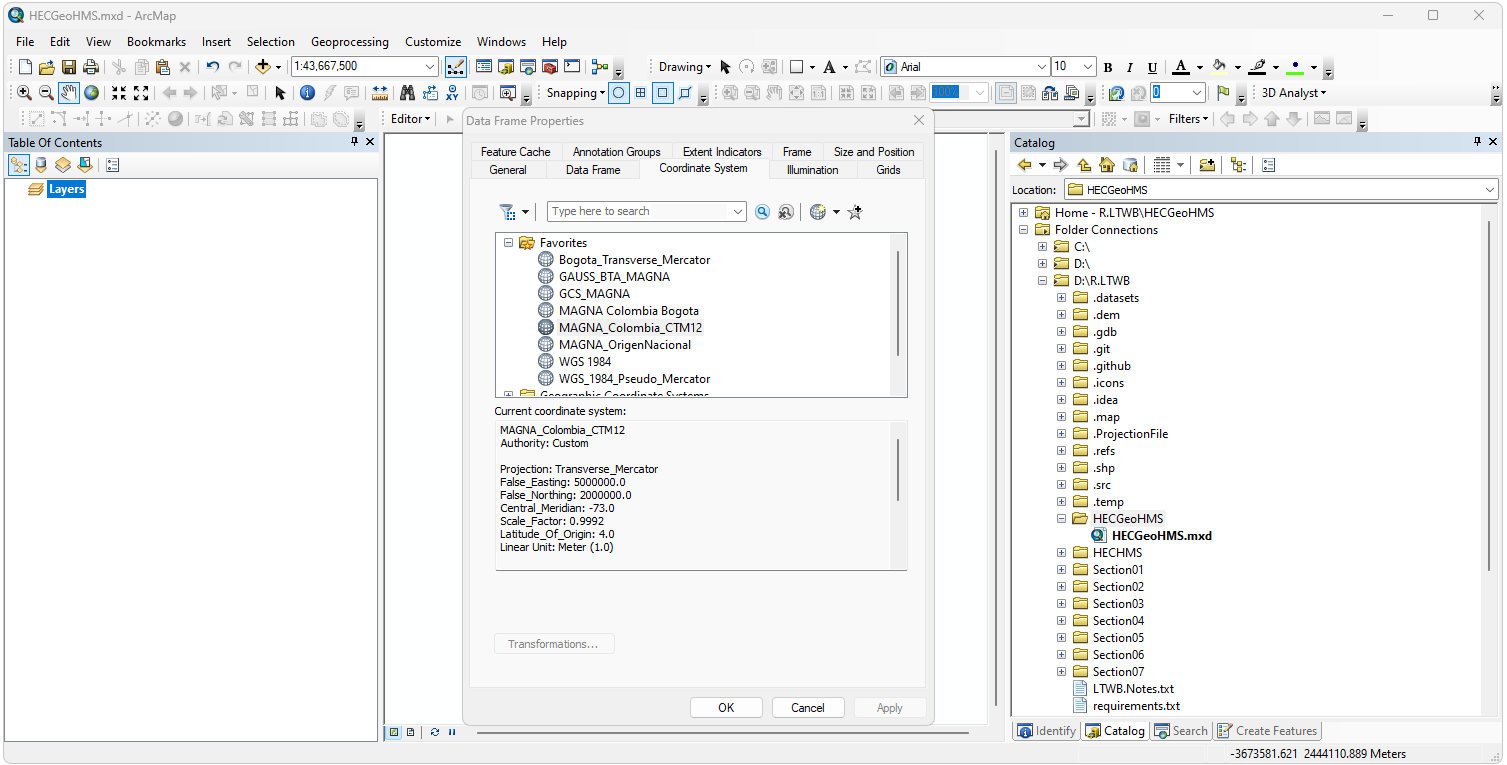 HECGeoHMS.mxd - ArcMap
File Edit View Bookmarks Insert Selection Geoprocessing Customize Windows Help
1:43,667,500 Drawing Arial 10 B I U A
Snapping 100% 0 3D Analyst
Editor Filters
Table Of Contents
Layers
Data Frame Properties
Feature Cache Annotation Groups Extent Indicators Frame Size and Position
General Data Frame Coordinate System Illumination Grids
Type here to search
Favorites
Bogota_Transverse_Mercator
GAUSS_BTA_MAGNA
GCS_MAGNA
MAGNA Colombia Bogota
MAGNA_Colombia_CTM12
MAGNA_OrigenNacional
WGS 1984
WGS_1984_Pseudo_Mercator
Geographic Coordinate Systems
Current coordinate system:
MAGNA_Colombia_CTM12
Authority: Custom
Projection: Transverse_Mercator
False_Easting: 5000000.0
False_Northing: 2000000.0
Central_Meridian: -73.0
Scale_Factor: 0.9992
Latitude_Of_Origin: 4.0
Linear Unit: Meter (1.0)
Transformations...
OK Cancel Apply
Catalog
Location: HECGeoHMS
Home - R.LTWB\HECGeoHMS
Folder Connections
C:\
D:\
D:\R.LTWB
.datasets
.dem
.gdb
.git
.github
.icons
.idea
.map
.ProjectionFile
.refs
.shp
.src
.temp
HECGeoHMS
HECGeoHMS.mxd
HECHMS
Section01
Section02
Section03
Section04
Section05
Section06
Section07
LTWB.Notes.txt
requirements.txt
Identify Catalog Search Create Features
-3673581.621 2444110.889 Meters